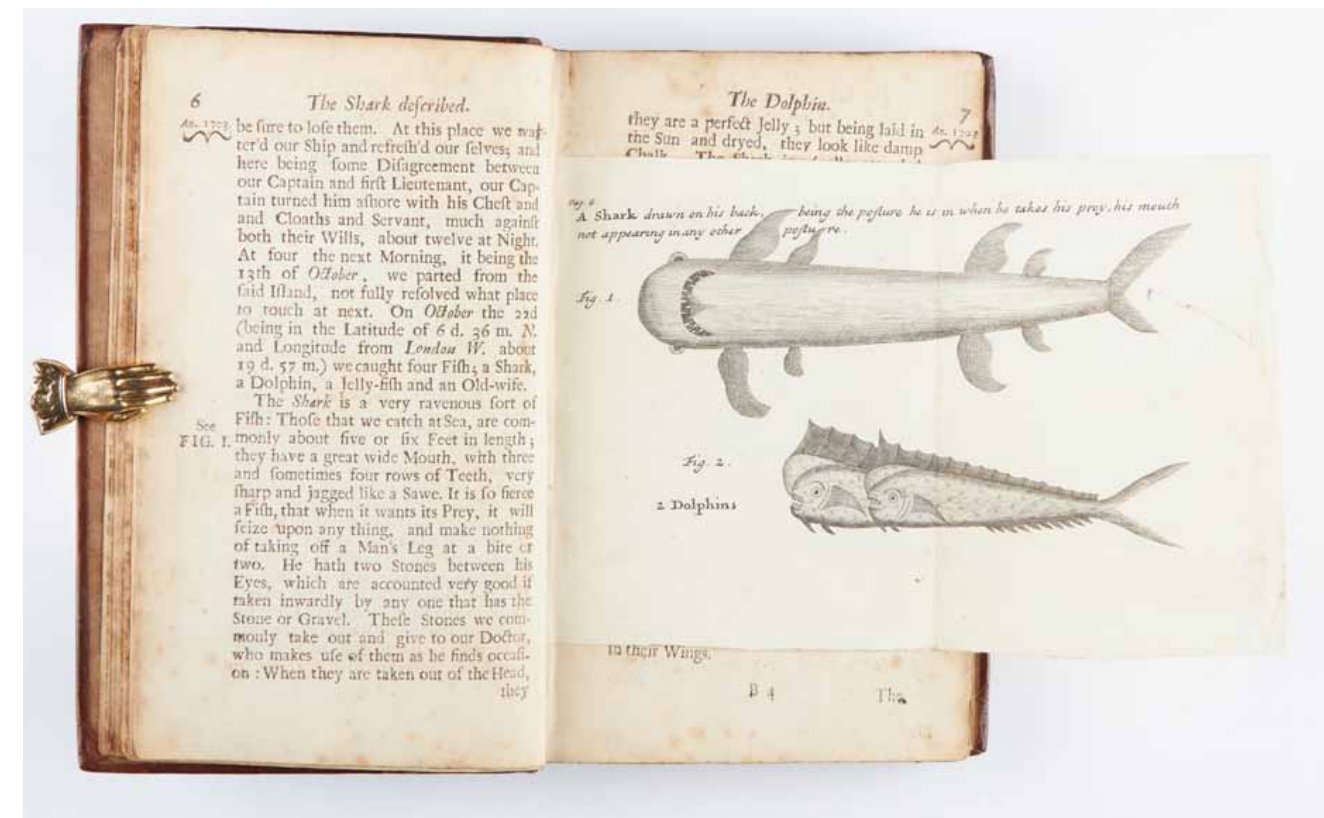 6 The Shark deſcribed.
An. 1703. be ſure to loſe them. At this place we wa-
ter'd our Ship and refreſh'd our ſelves; and
here being ſome Diſagreement between
our Captain and firſt Lieutenant, our Cap-
tain turned him aſhore with his Cheſt and
and Cloaths and Servant, much againſt
both their Wills, about twelve at Night.
At four the next Morning, it being the
13th of October, we parted from the
ſaid Iſland, not fully reſolved what place
to touch at next. On October the 22d
(being in the Latitude of 6 d. 36 m. N.
and Longitude from London W. about
19 d. 57 m.) we caught four Fiſh; a Shark,
a Dolphin, a Jelly-fiſh and an Old-wife.
The Shark is a very ravenous ſort of
See Fiſh: Thoſe that we catch at Sea, are com-
FIG. I. monly about five or ſix Feet in length;
they have a great wide Mouth, with three
and ſometimes four rows of Teeth, very
ſharp and jagged like a Sawe. It is ſo fierce
a Fiſh, that when it wants its Prey, it will
ſeize upon any thing, and make nothing
of taking off a Man's Leg at a bite or
two. He hath two Stones between his
Eyes, which are accounted very good if
taken inwardly by any one that has the
Stone or Gravel. Theſe Stones we com-
monly take out and give to our Doctor,
who makes uſe of them as he finds occaſi-
on: When they are taken out of the Head,
they
The Dolphin. 7
they are a perfect Jelly; but being laid in An. 1703
the Sun and dryed, they look like damp
Chalk. The Shark
Pag 6
A Shark drawn on his back, being the poſture he is in when he takes his prey, his mouth
not appearing in any other poſture.
Fig. 1.
Fig. 2.
2 Dolphins
in their Wings.
B 4 The